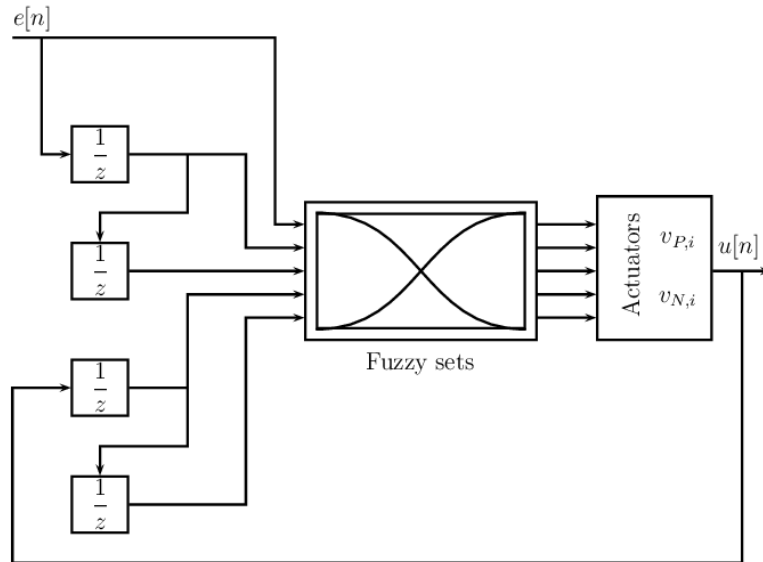 e[n]
1
z
1
z
Fuzzy sets
Actuators
v_{P,i}
v_{N,i}
u[n]
1
z
1
z